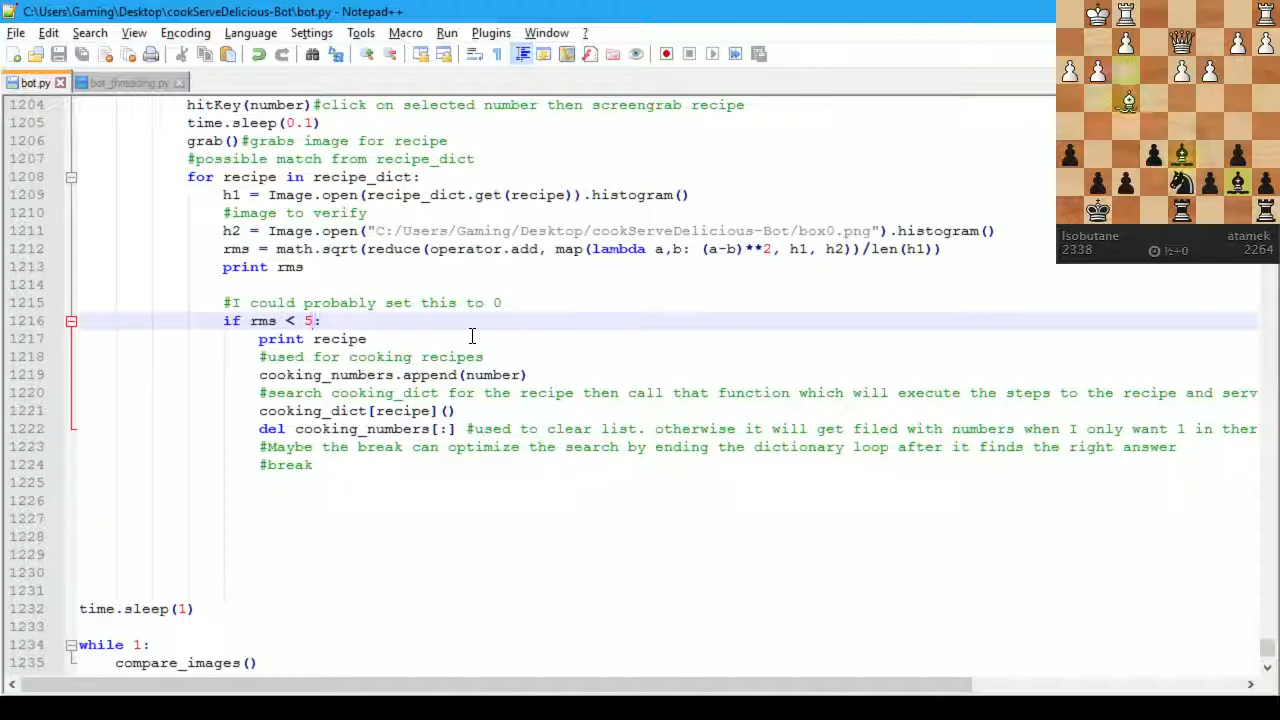 C:\Users\Gaming\Desktop\cookServeDelicious-Bot\bot.py - Notepad++
File Edit Search View Encoding Language Settings Tools Macro Run Plugins Window ?
bot.py bot_threading.py
1204 hitKey(number)#click on selected number then screengrab recipe
1205 time.sleep(0.1)
1206 grab()#grabs image for recipe
1207 #possible match from recipe_dict
1208 for recipe in recipe_dict:
1209 h1 = Image.open(recipe_dict.get(recipe)).histogram()
1210 #image to verify
1211 h2 = Image.open("C:/Users/Gaming/Desktop/cookServeDelicious-Bot/box0.png").histogram()
1212 rms = math.sqrt(reduce(operator.add, map(lambda a,b: (a-b)**2, h1, h2))/len(h1))
1213 print rms
1214
1215 #I could probably set this to 0
1216 if rms < 5:
1217 print recipe
1218 #used for cooking recipes
1219 cooking_numbers.append(number)
1220 #search cooking_dict for the recipe then call that function which will execute the steps to the recipe and serv
1221 cooking_dict[recipe]()
1222 del cooking_numbers[:] #used to clear list. otherwise it will get filed with numbers when I only want 1 in ther
1223 #Maybe the break can optimize the search by ending the dictionary loop after it finds the right answer
1224 #break
1225
1226
1227
1228
1229
1230
1231
1232 time.sleep(1)
1233
1234 while 1:
1235 compare_images()
Isobutane atamek
2338 ½÷0 2264